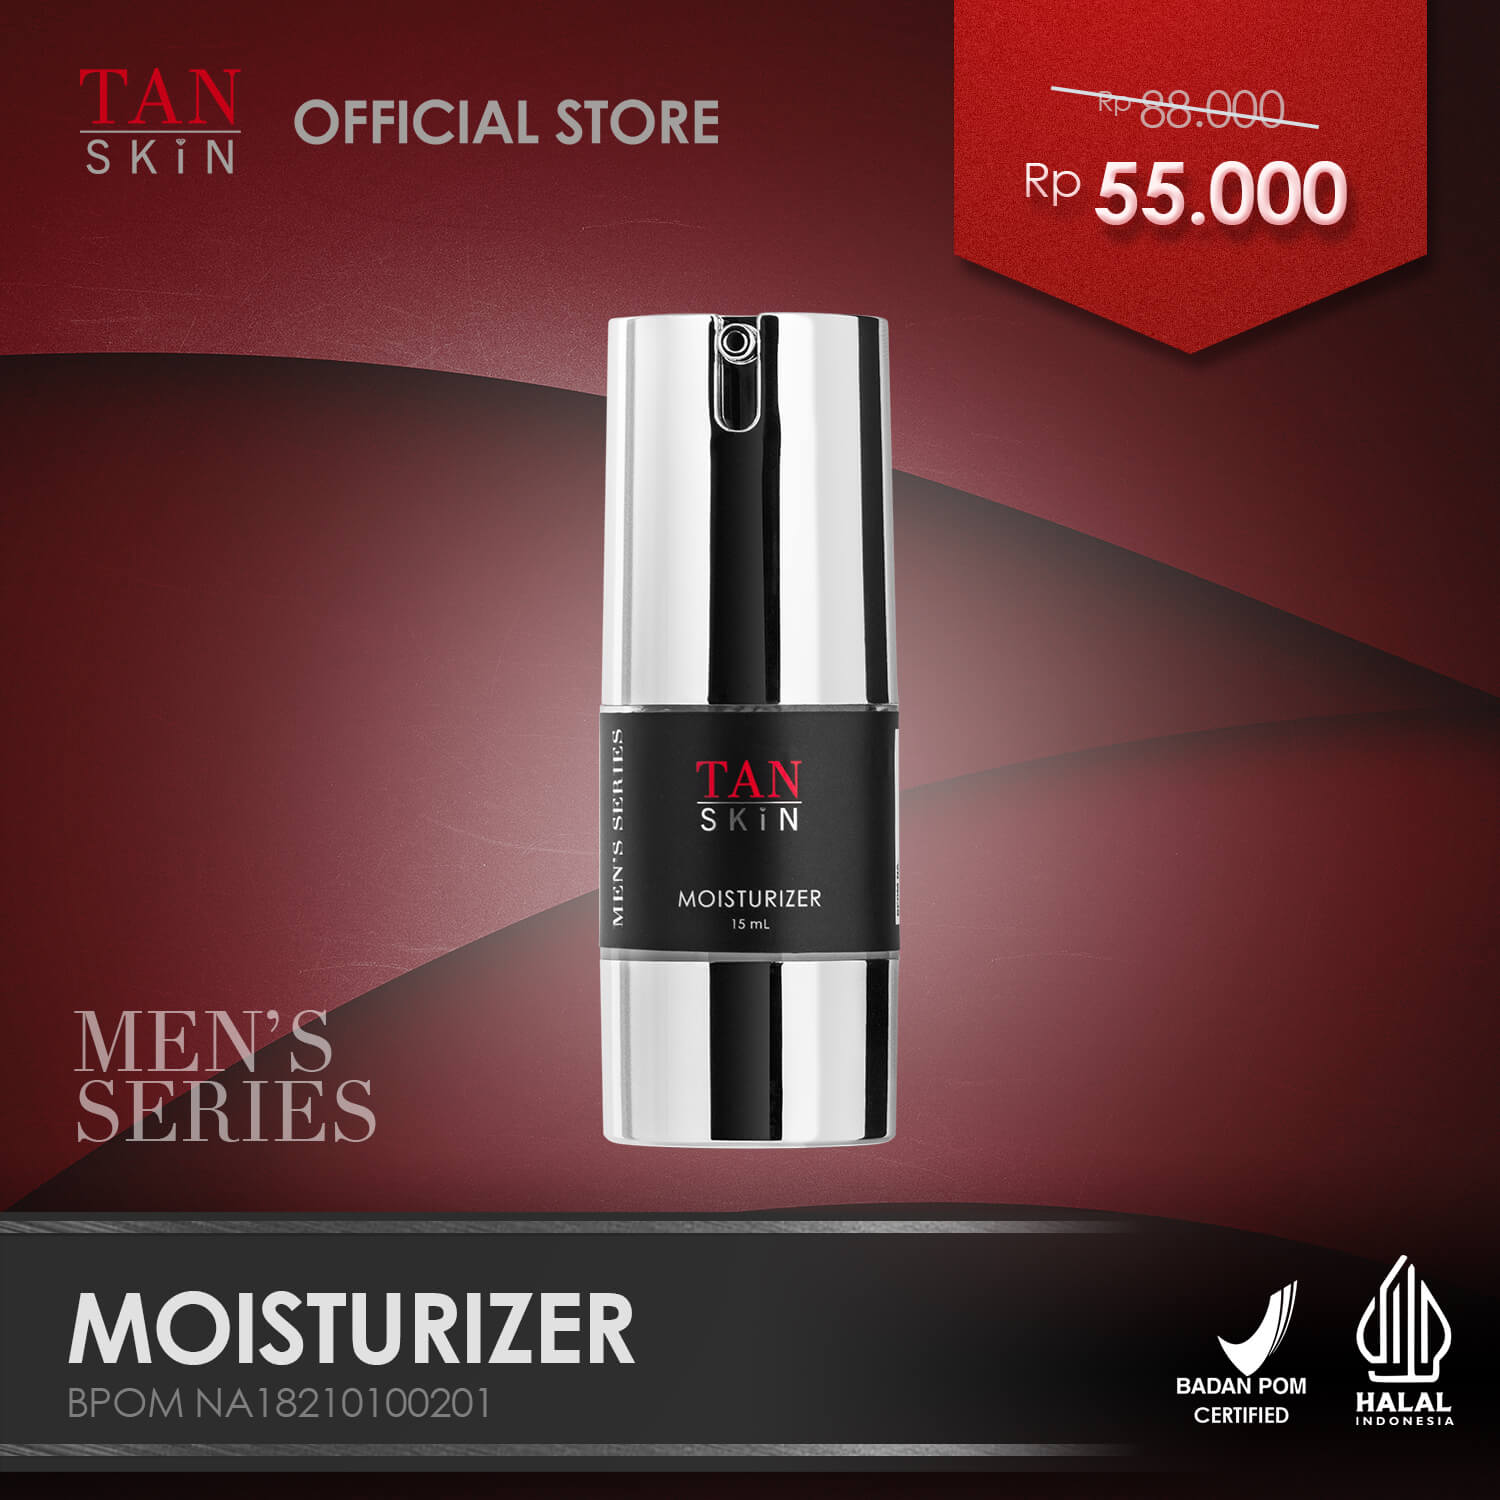 TAN
SKiN
OFFICIAL STORE
Rp 88.000
Rp 55.000
MEN'S SERIES
TAN
SKiN
MOISTURIZER
15 mL
MEN'S
SERIES
MOISTURIZER
BPOM NA18210100201
BADAN POM
CERTIFIED
HALAL
INDONESIA